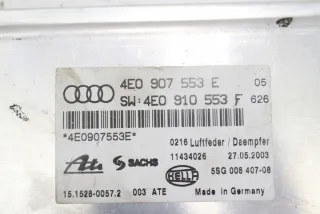 4E0 907 553 E 05
SW:4E0 910 553 F 626
*4E0907553E* 0216 Luftfeder / Daempfer
11434026 27.05.2003
Ate SACHS HELLA 5SG 008 407-08
15.1528-0057.2 003 ATE Made in Germany